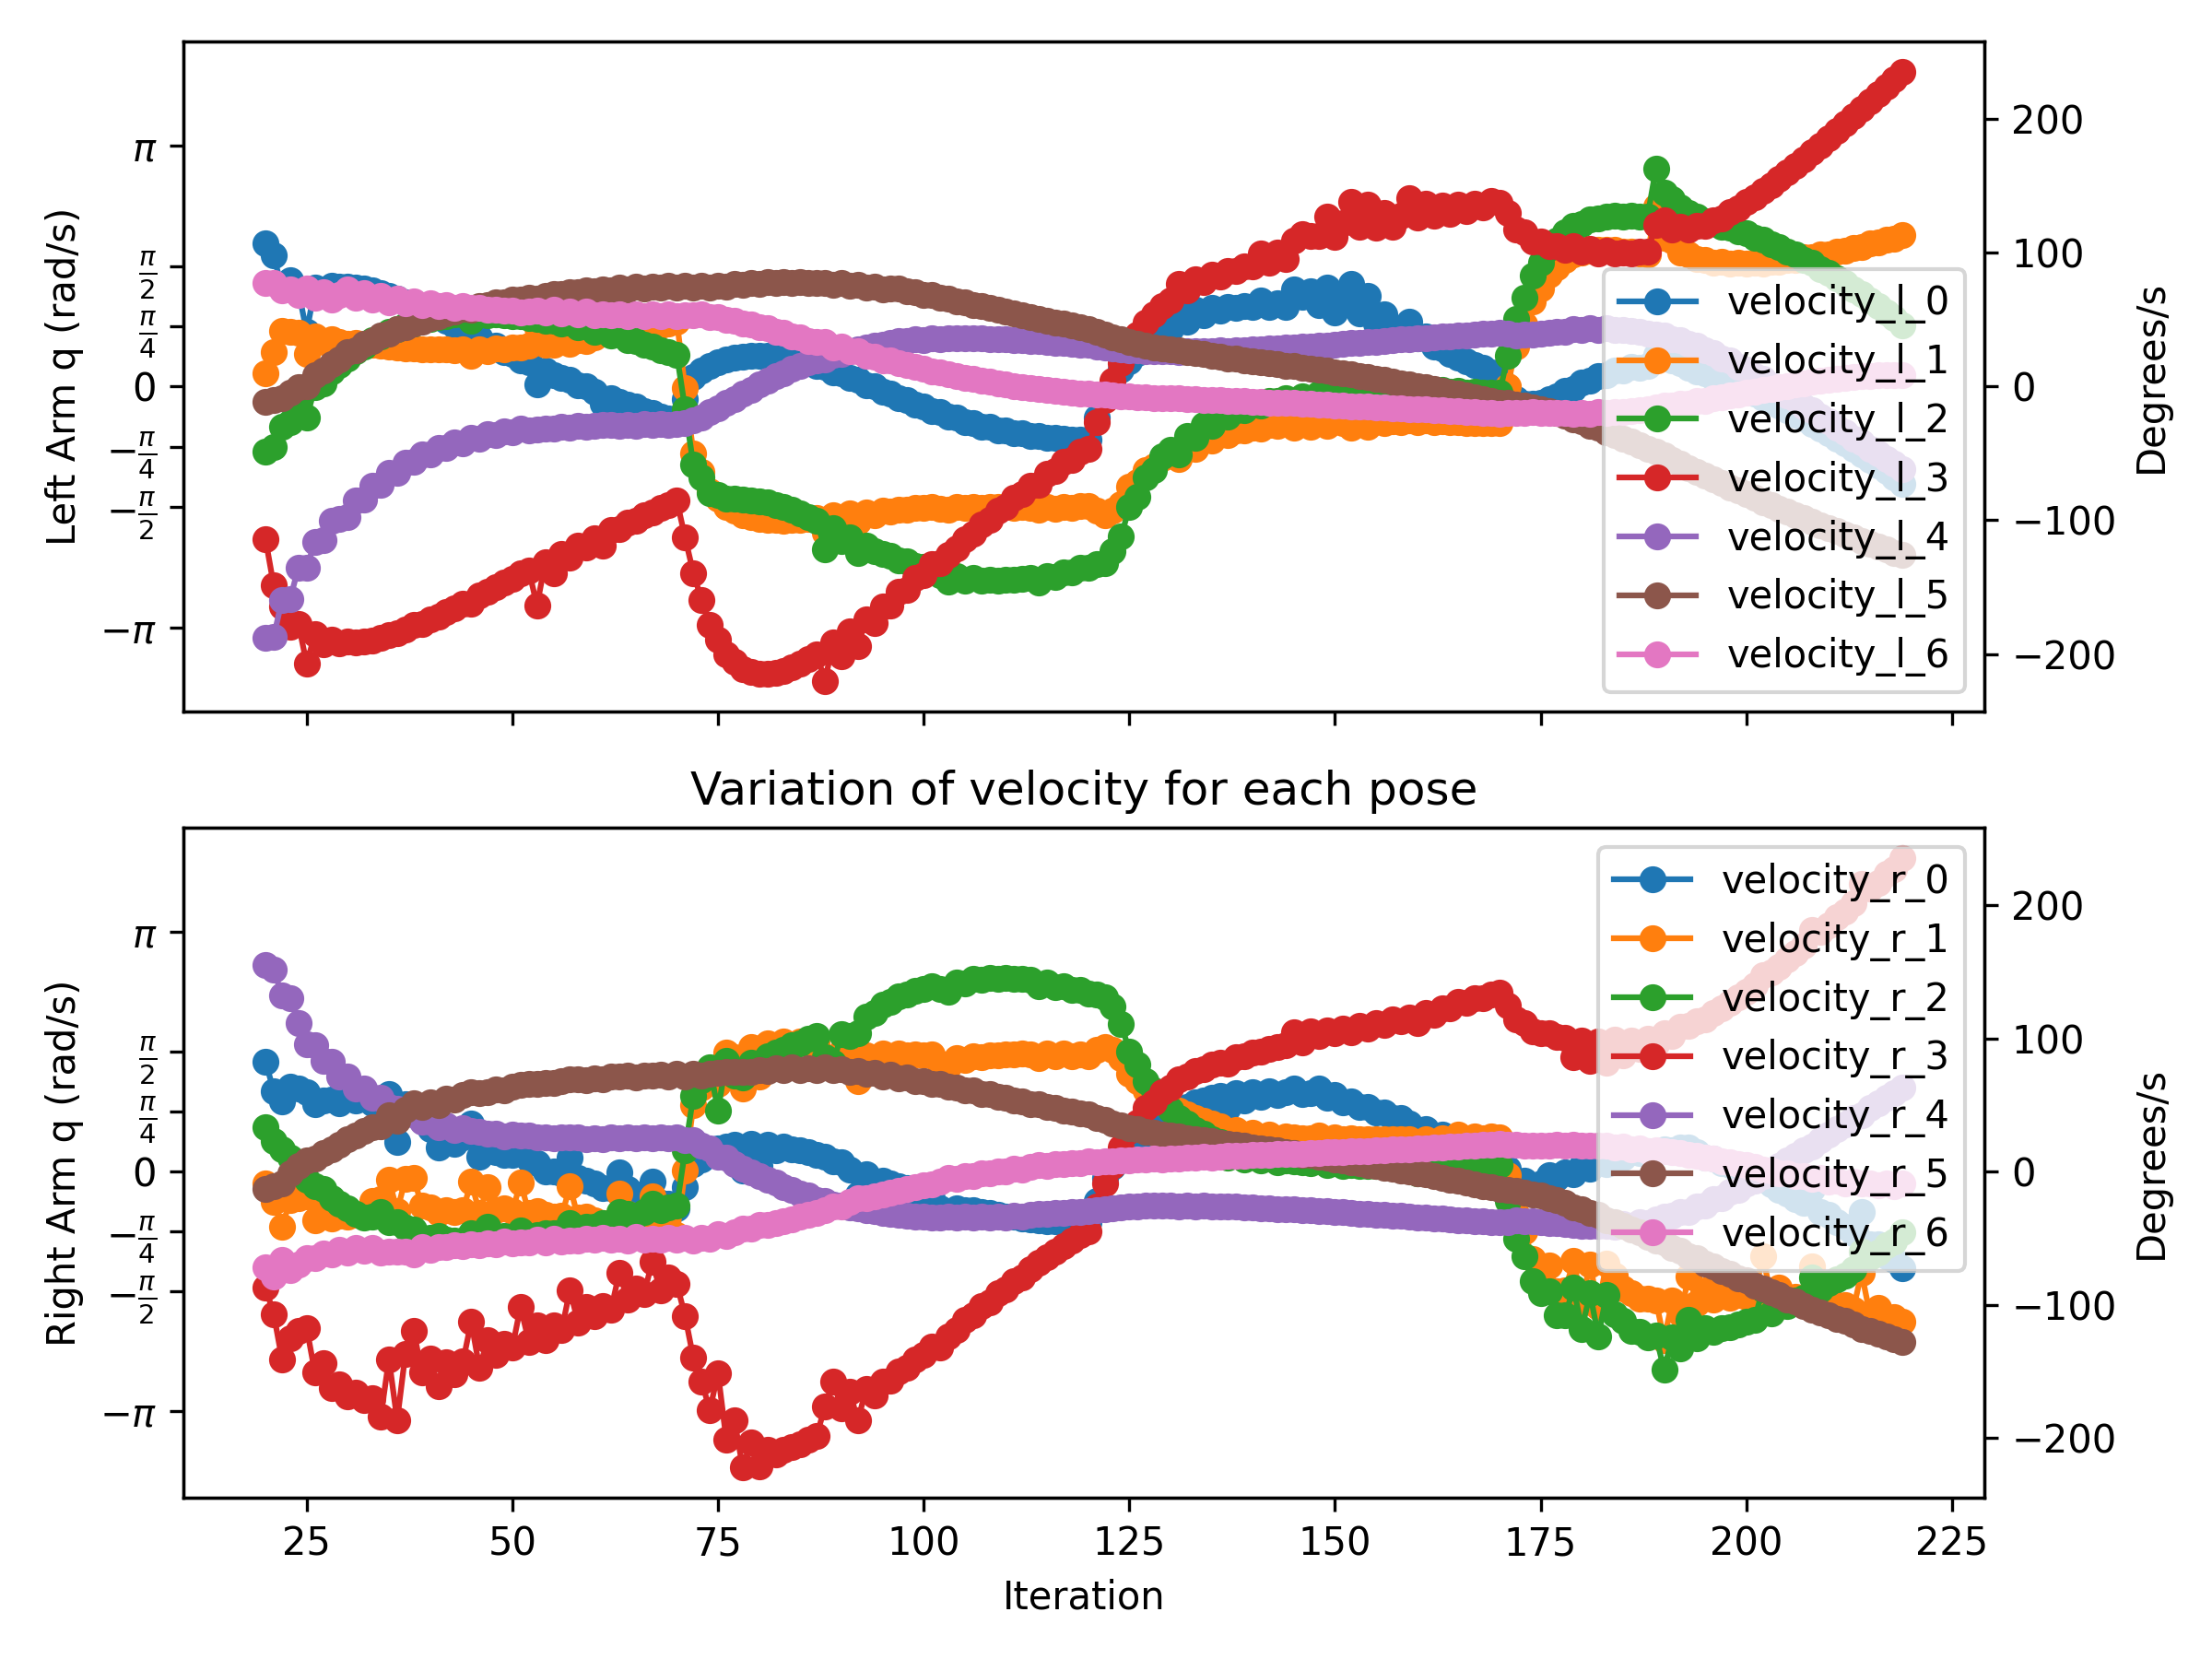 π
π/2
π/4
0
−π/4
−π/2
−π
Left Arm q (rad/s)
200
100
0
−100
−200
Degrees/s
velocity_l_0
velocity_l_1
velocity_l_2
velocity_l_3
velocity_l_4
velocity_l_5
velocity_l_6
Variation of velocity for each pose
π
π/2
π/4
0
−π/4
−π/2
−π
Right Arm q (rad/s)
200
100
0
−100
−200
Degrees/s
velocity_r_0
velocity_r_1
velocity_r_2
velocity_r_3
velocity_r_4
velocity_r_5
velocity_r_6
25 50 75 100 125 150 175 200 225
Iteration